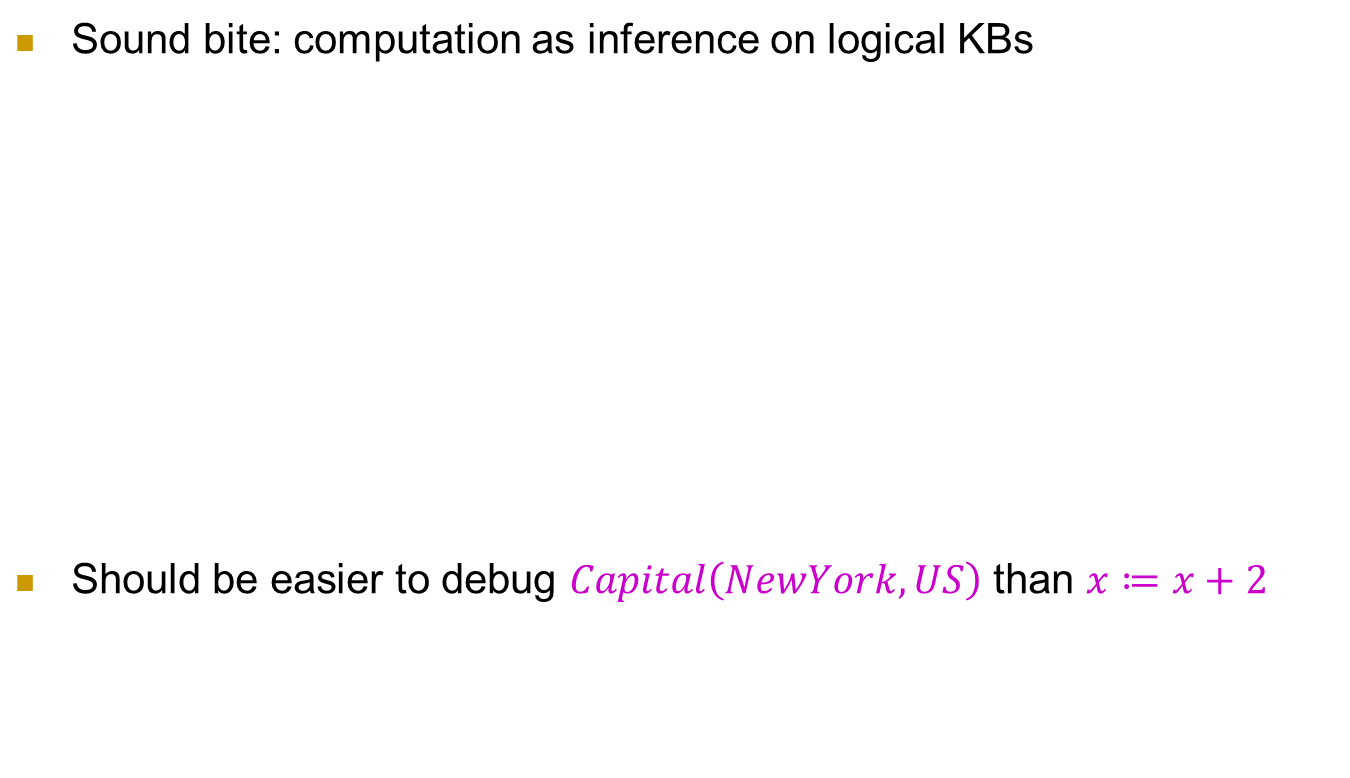 Sound bite: computation as inference on logical KBs
Should be easier to debug Capital(NewYork, US) than x ≔ x + 2